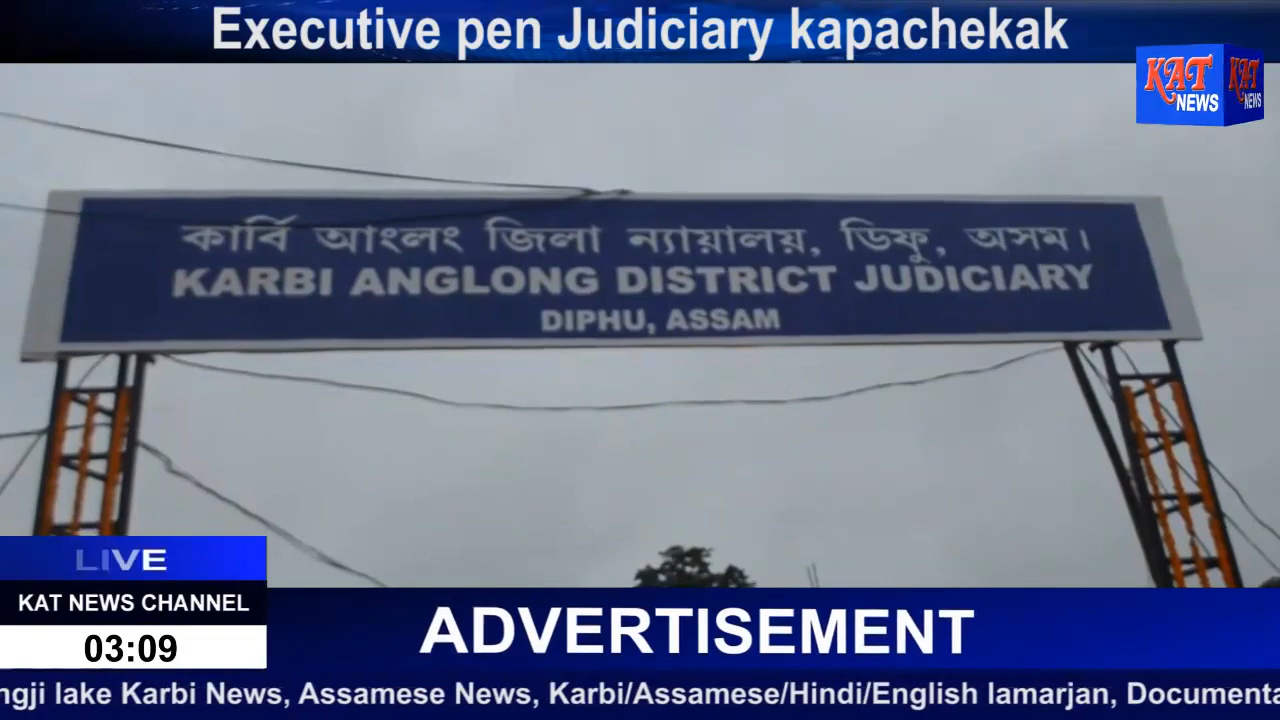 Executive pen Judiciary kapachekak
KAT
NEWS
KAT
NEWS
কার্বি আংলং জিলা ন্যায়ালয়, ডিফু, অসম।
KARBI ANGLONG DISTRICT JUDICIARY
DIPHU, ASSAM
LIVE
KAT NEWS CHANNEL
03:09
ADVERTISEMENT
ngji lake Karbi News, Assamese News, Karbi/Assamese/Hindi/English lamarjan, Documenta